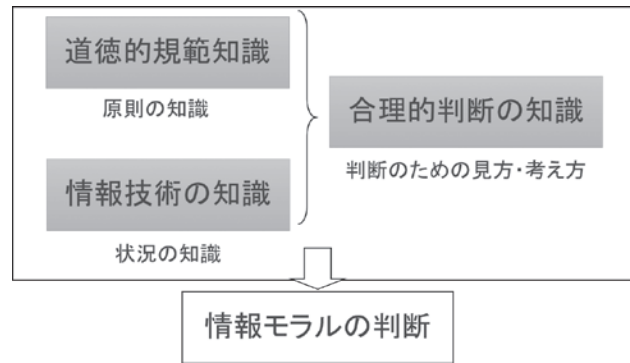 道徳的規範知識
原則の知識
情報技術の知識
状況の知識
合理的判断の知識
判断のための見方・考え方
情報モラルの判断